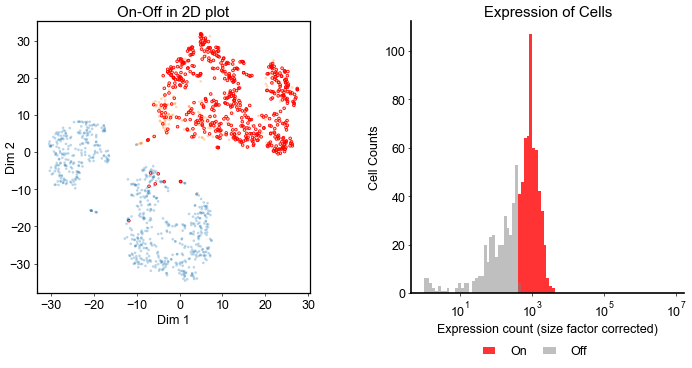 On-Off in 2D plot
Dim 2
30
20
10
0
−10
−20
−30
−30 −20 −10 0 10 20 30
Dim 1
Expression of Cells
Cell Counts
100
80
60
40
20
0
10¹ 10³ 10⁵ 10⁷
Expression count (size factor corrected)
On Off